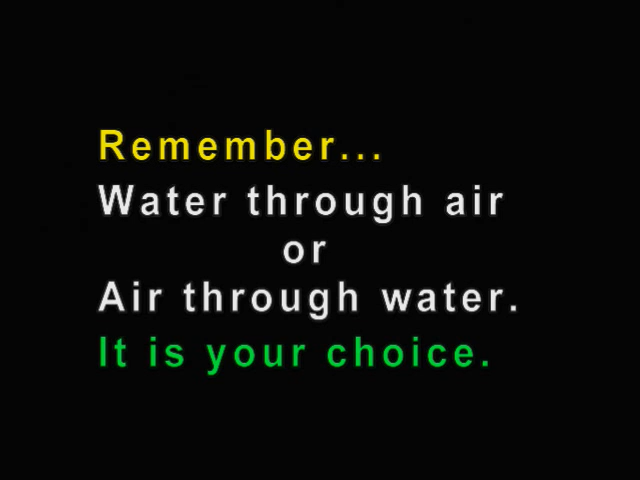 Remember...
Water through air
or
Air through water.
It is your choice.